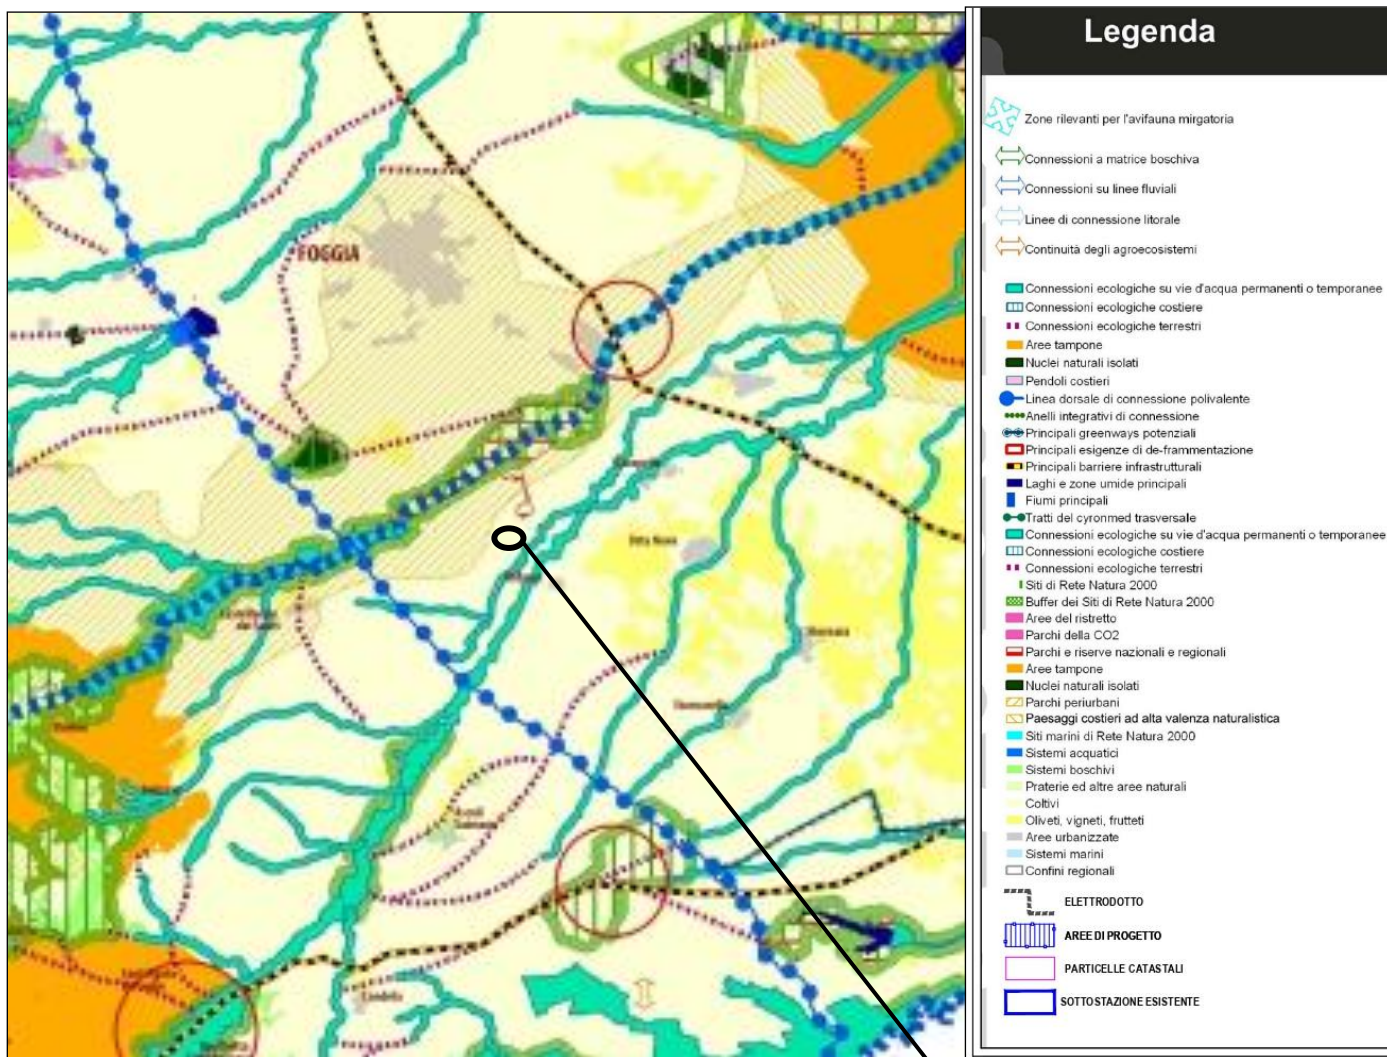 FOGGIA
Legenda
Zone rilevanti per l'avifauna mirgatoria
Connessioni a matrice boschiva
Connessioni su linee fluviali
Linee di connessione litorale
Continuità degli agroecosistemi
Connessioni ecologiche su vie d'acqua permanenti o temporanee
Connessioni ecologiche costiere
Connessioni ecologiche terrestri
Aree tampone
Nuclei naturali isolati
Pendoli costieri
Linea dorsale di connessione polivalente
Anelli integrativi di connessione
Principali greenways potenziali
Principali esigenze di de-frammentazione
Principali barriere infrastrutturali
Laghi e zone umide principali
Fiumi principali
Tratti del cyronmed trasversale
Connessioni ecologiche su vie d'acqua permanenti o temporanee
Connessioni ecologiche costiere
Connessioni ecologiche terrestri
Siti di Rete Natura 2000
Buffer dei Siti di Rete Natura 2000
Aree del ristretto
Parchi della CO2
Parchi e riserve nazionali e regionali
Aree tampone
Nuclei naturali isolati
Parchi periurbani
Paesaggi costieri ad alta valenza naturalistica
Siti marini di Rete Natura 2000
Sistemi acquatici
Sistemi boschivi
Praterie ed altre aree naturali
Coltivi
Oliveti, vigneti, frutteti
Aree urbanizzate
Sistemi marini
Confini regionali
ELETTRODOTTO
AREE DI PROGETTO
PARTICELLE CATASTALI
SOTTOSTAZIONE ESISTENTE